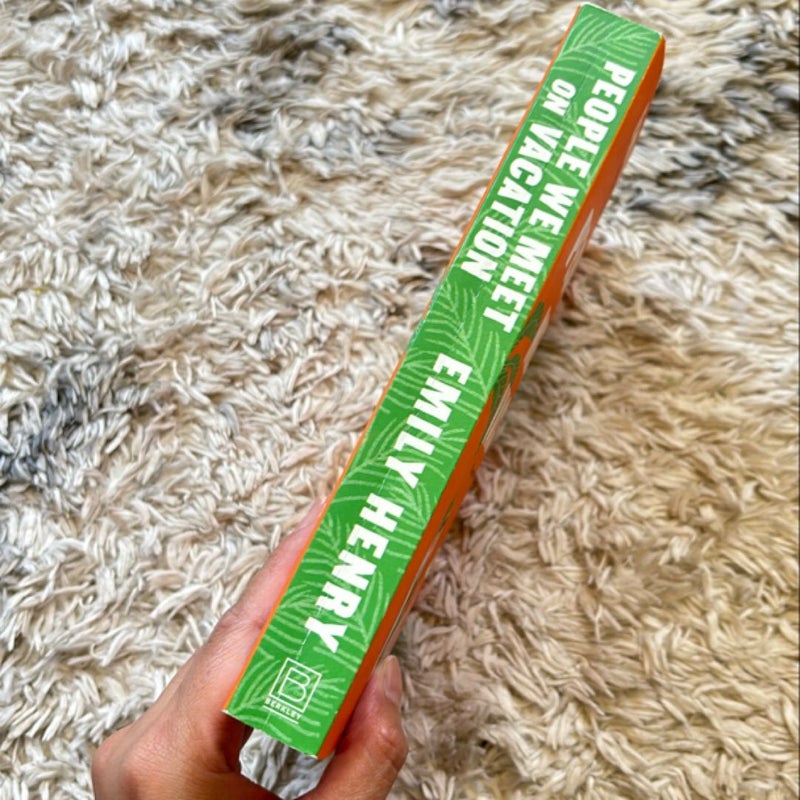 PEOPLE WE MEET
ON VACATION
EMILY HENRY
B
BERKLEY